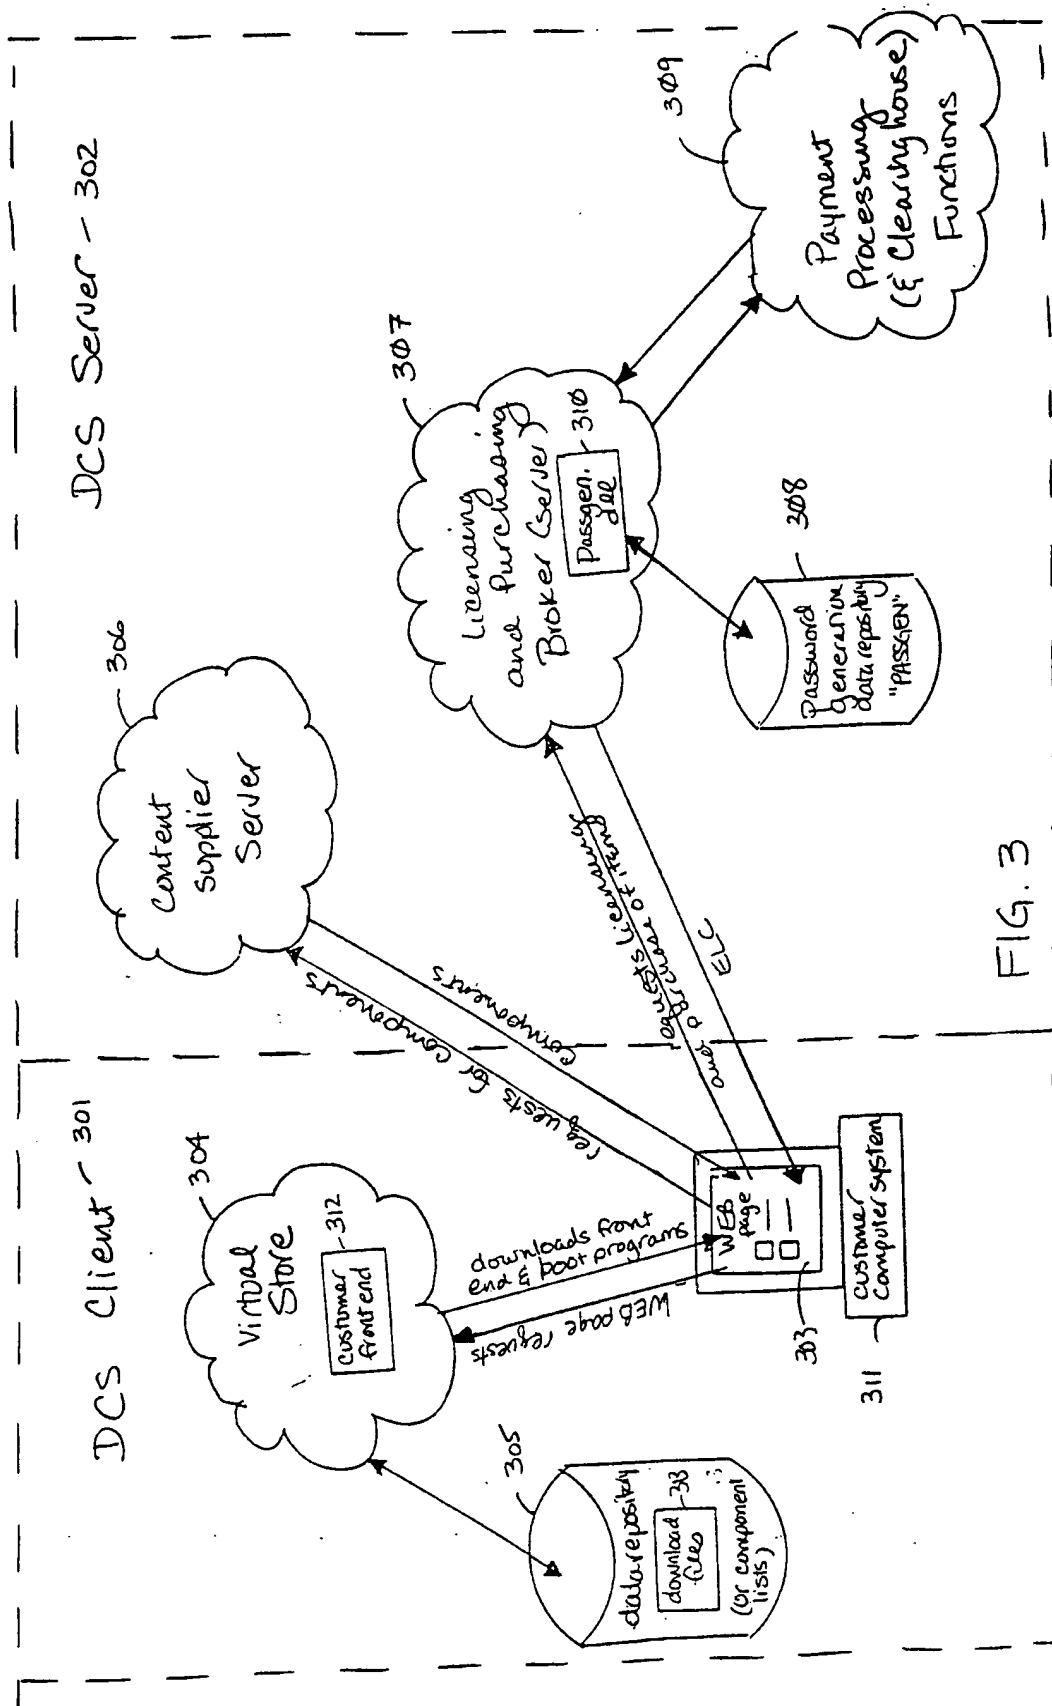 DCS Client 301
DCS Server - 302
304
Virtual
Store
312
customer
frontend
305
data repository
download
files
313
(or component
lists)
downloads front
end & boot programs
WEB page requests
WEB
page
303
customer
computer system
311
requests for components
components
306
Content
supplier
Server
requests licensing
and purchase of items
ELC
307
Licensing
and Purchasing
Broker (server)
Passgen.
dll
310
308
Password
generation
data repository
"PASSGEN"
309
Payment
Processing
(& Clearinghouse)
Functions
FIG. 3